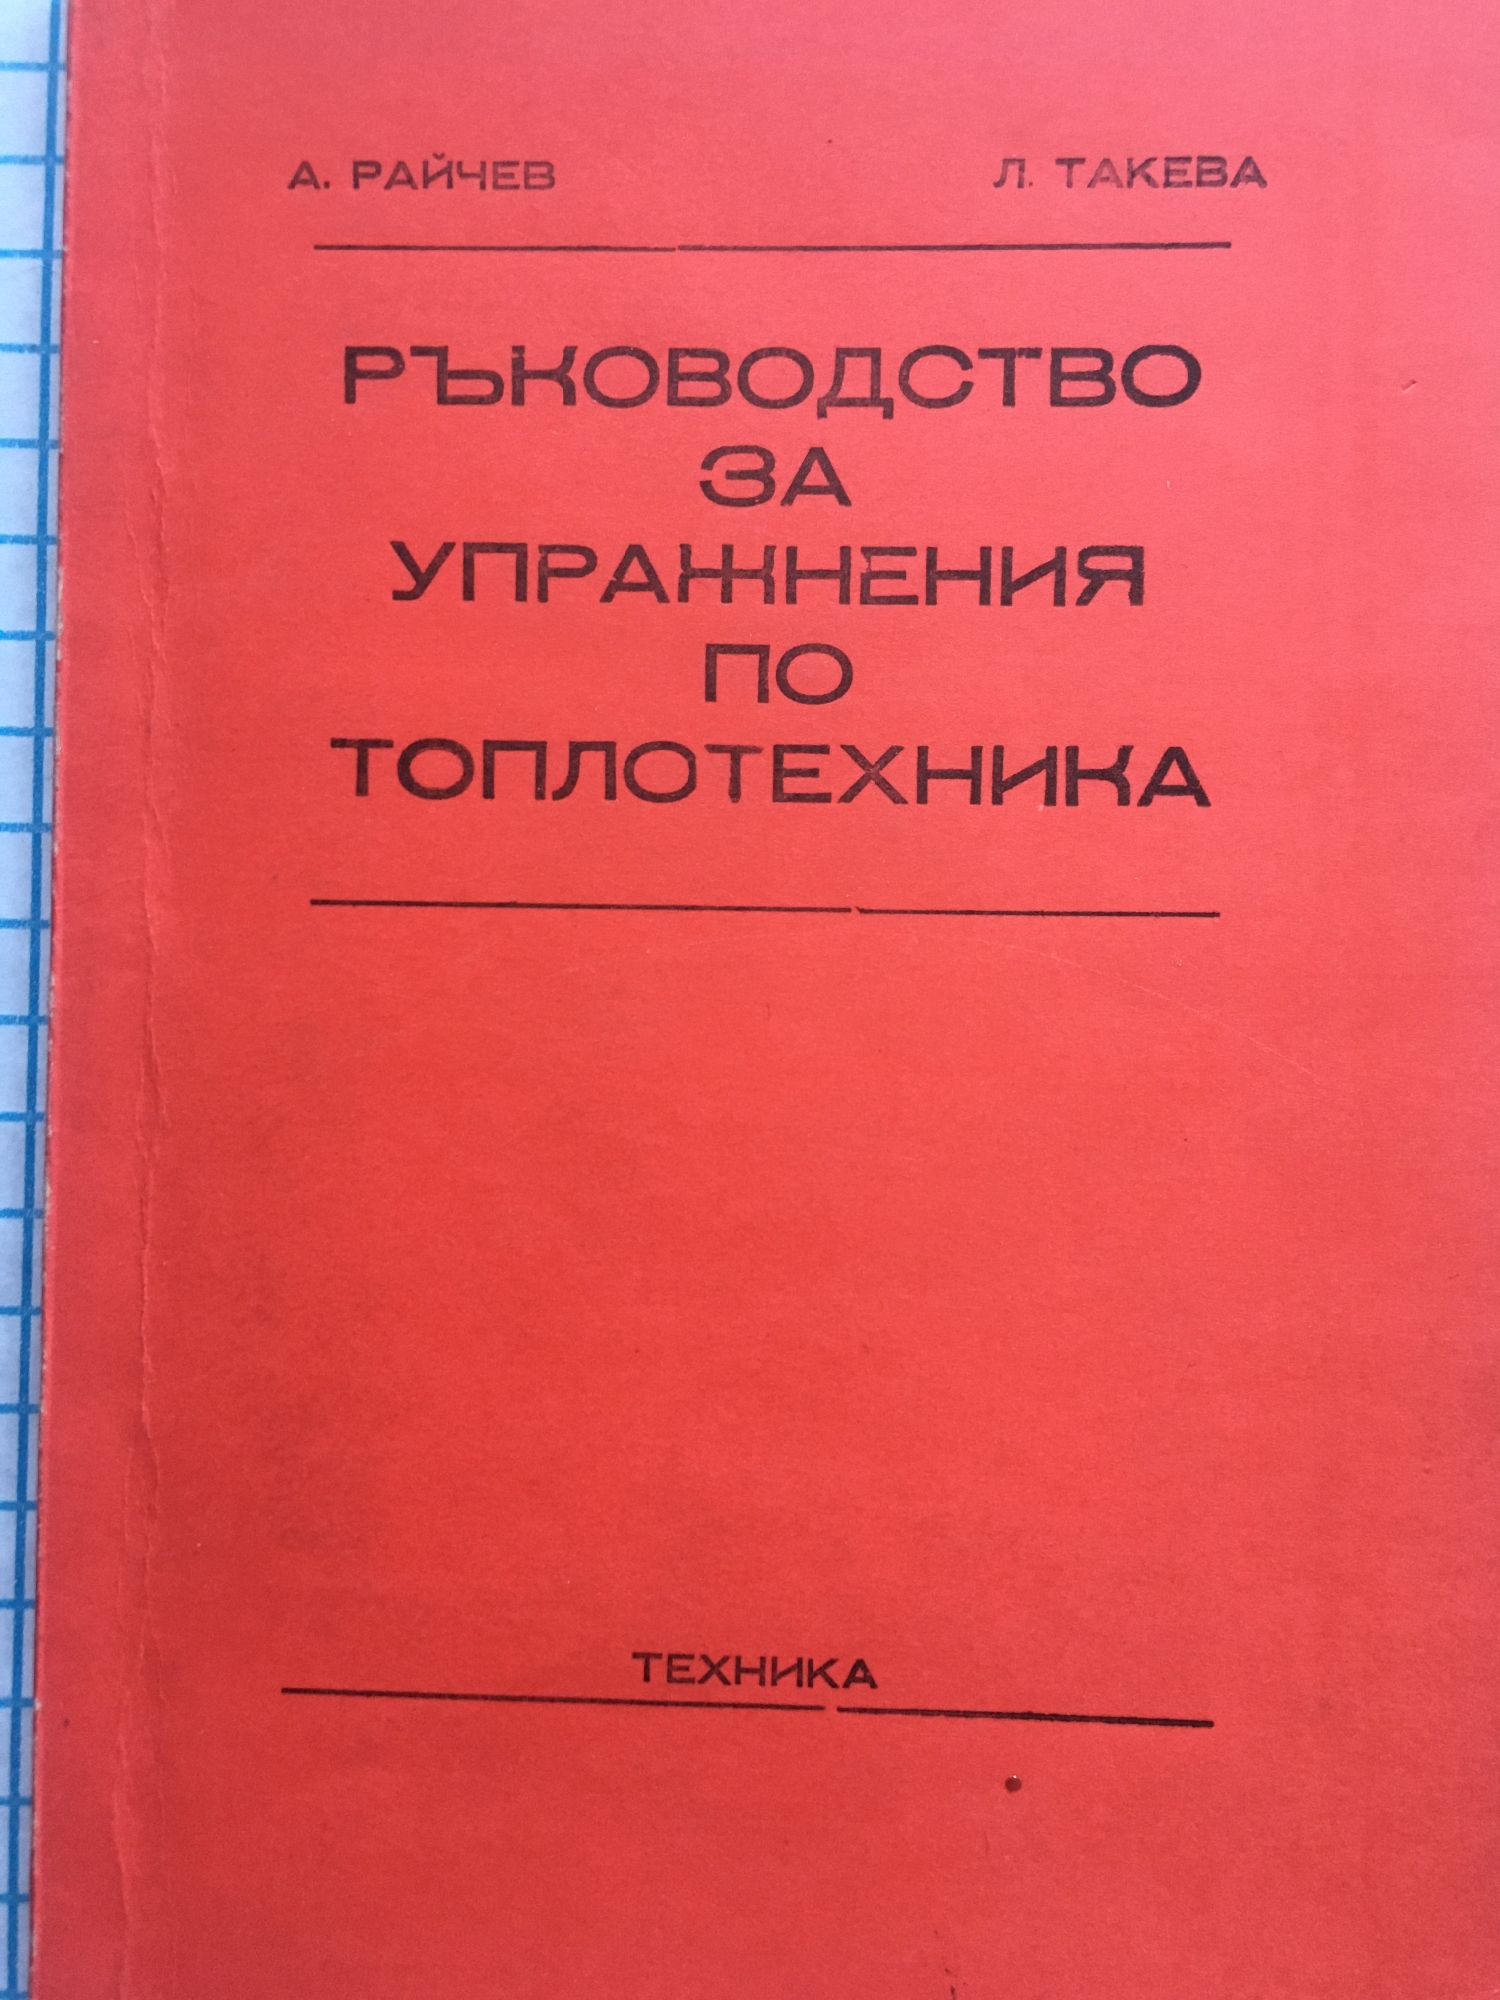 А. РАЙЧЕВ Л. ТАКЕВА
РЪКОВОДСТВО
ЗА
УПРАЖНЕНИЯ
ПО
ТОПЛОТЕХНИКА
ТЕХНИКА